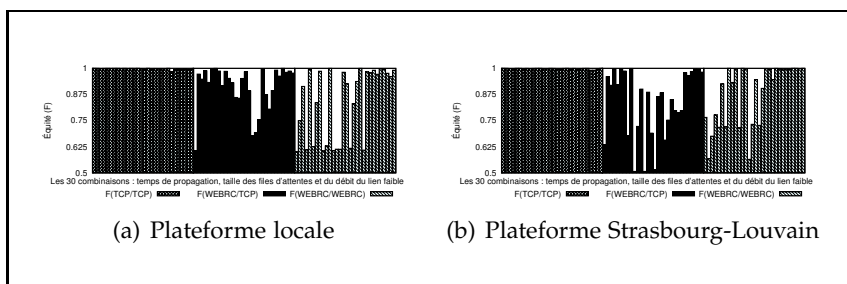 1
0.875
0.75
0.625
0.5
Équité (F)
Les 30 combinaisons : temps de propagation, taille des files d'attentes et du débit du lien faible
F(TCP/TCP) F(WEBRC/TCP) F(WEBRC/WEBRC)
(a) Plateforme locale
1
0.875
0.75
0.625
0.5
Équité (F)
Les 30 combinaisons : temps de propagation, taille des files d'attentes et du débit du lien faible
F(TCP/TCP) F(WEBRC/TCP) F(WEBRC/WEBRC)
(b) Plateforme Strasbourg-Louvain